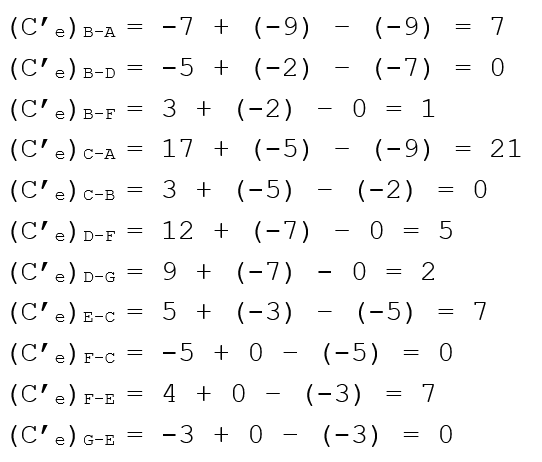 (C′e)B-A = -7 + (-9) - (-9) = 7
(C′e)B-D = -5 + (-2) - (-7) = 0
(C′e)B-F = 3 + (-2) - 0 = 1
(C′e)C-A = 17 + (-5) - (-9) = 21
(C′e)C-B = 3 + (-5) - (-2) = 0
(C′e)D-F = 12 + (-7) - 0 = 5
(C′e)D-G = 9 + (-7) - 0 = 2
(C′e)E-C = 5 + (-3) - (-5) = 7
(C′e)F-C = -5 + 0 - (-5) = 0
(C′e)F-E = 4 + 0 - (-3) = 7
(C′e)G-E = -3 + 0 - (-3) = 0